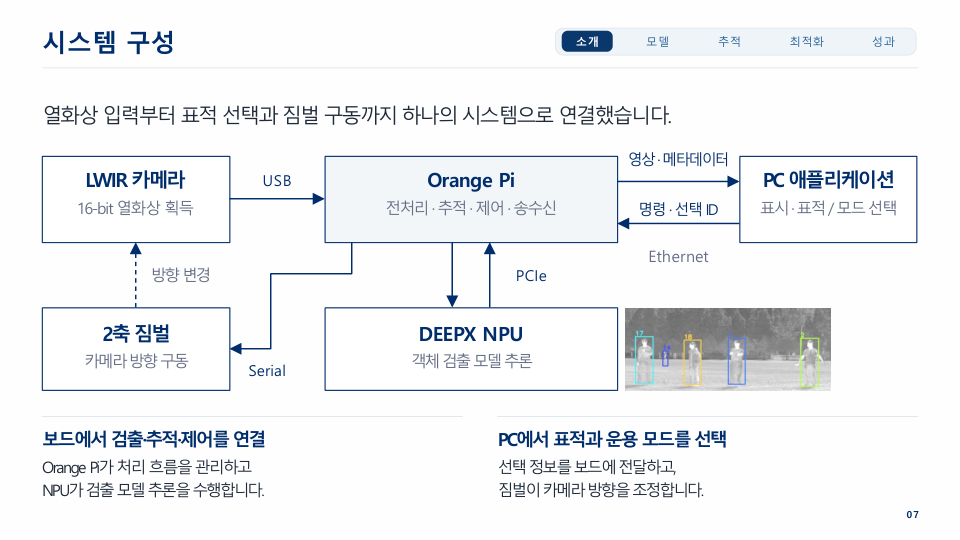 시스템 구성
소개 모델 추적 최적화 성과
열화상 입력부터 표적 선택과 짐벌 구동까지 하나의 시스템으로 연결했습니다.
LWIR 카메라
16-bit 열화상 획득
USB
Orange Pi
전처리 · 추적 · 제어 · 송수신
영상 · 메타데이터
명령 · 선택 ID
Ethernet
PC 애플리케이션
표시 · 표적 / 모드 선택
방향 변경
PCIe
2축 짐벌
카메라 방향 구동
Serial
DEEPX NPU
객체 검출 모델 추론
17
18
보드에서 검출·추적·제어를 연결
Orange Pi가 처리 흐름을 관리하고
NPU가 검출 모델 추론을 수행합니다.
PC에서 표적과 운용 모드를 선택
선택 정보를 보드에 전달하고,
짐벌이 카메라 방향을 조정합니다.
07